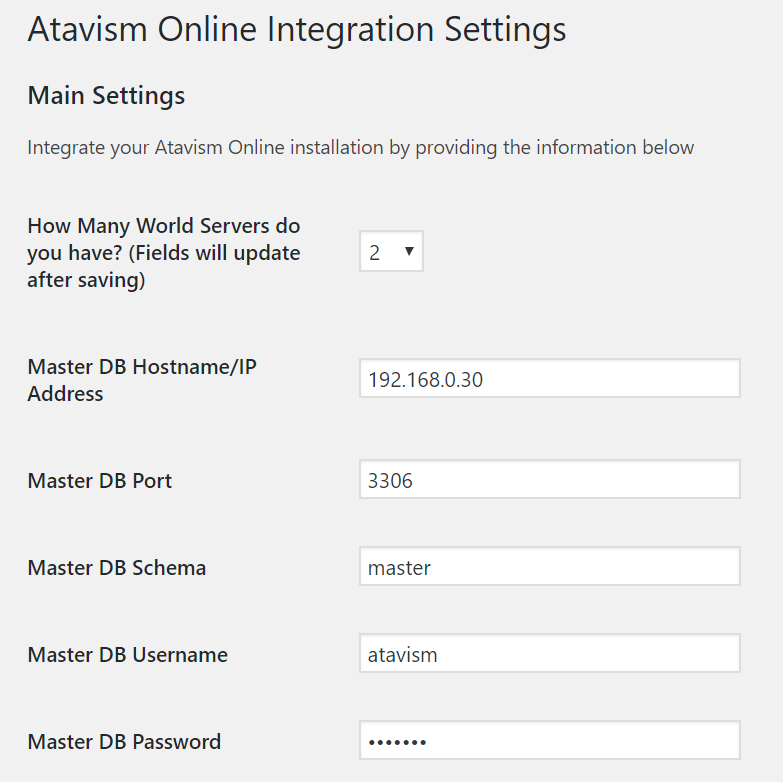 Atavism Online Integration Settings
Main Settings
Integrate your Atavism Online installation by providing the information below
How Many World Servers do
you have? (Fields will update
after saving)
2
Master DB Hostname/IP
Address
192.168.0.30
Master DB Port
3306
Master DB Schema
master
Master DB Username
atavism
Master DB Password
•••••••